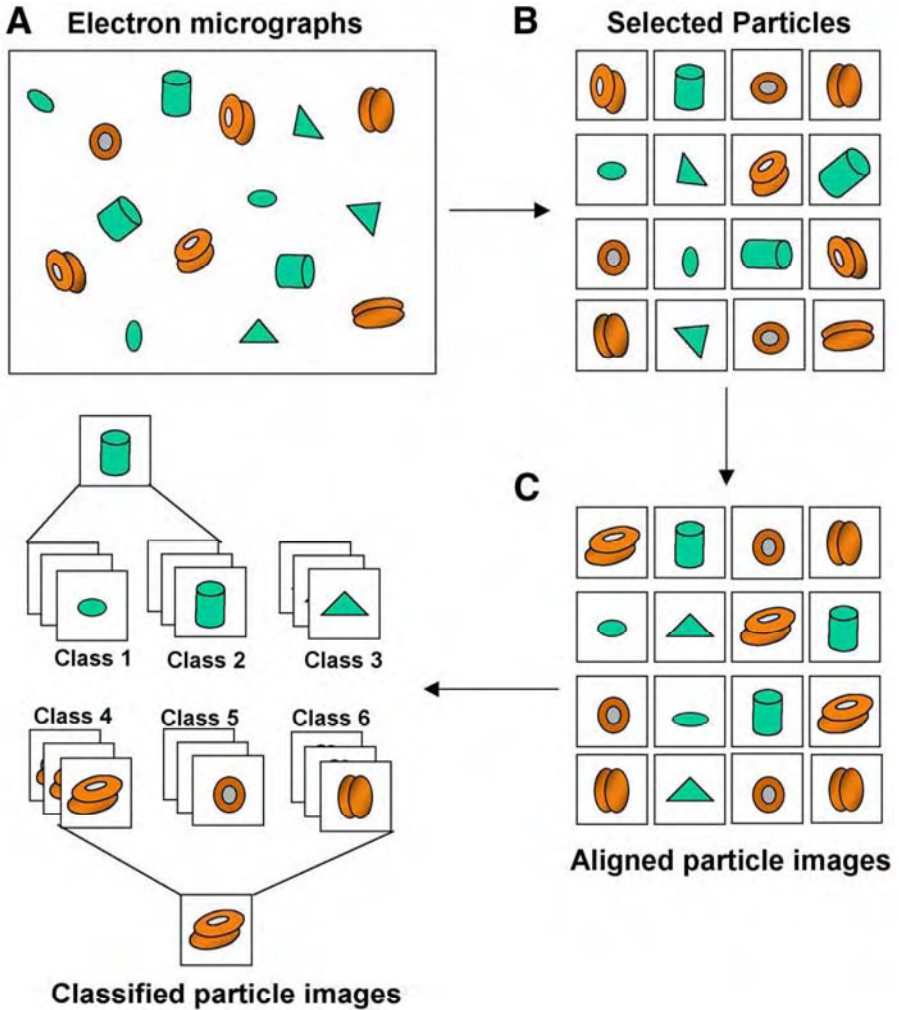 A Electron micrographs
B Selected Particles
C
Aligned particle images
Class 1 Class 2 Class 3
Class 4 Class 5 Class 6
Classified particle images